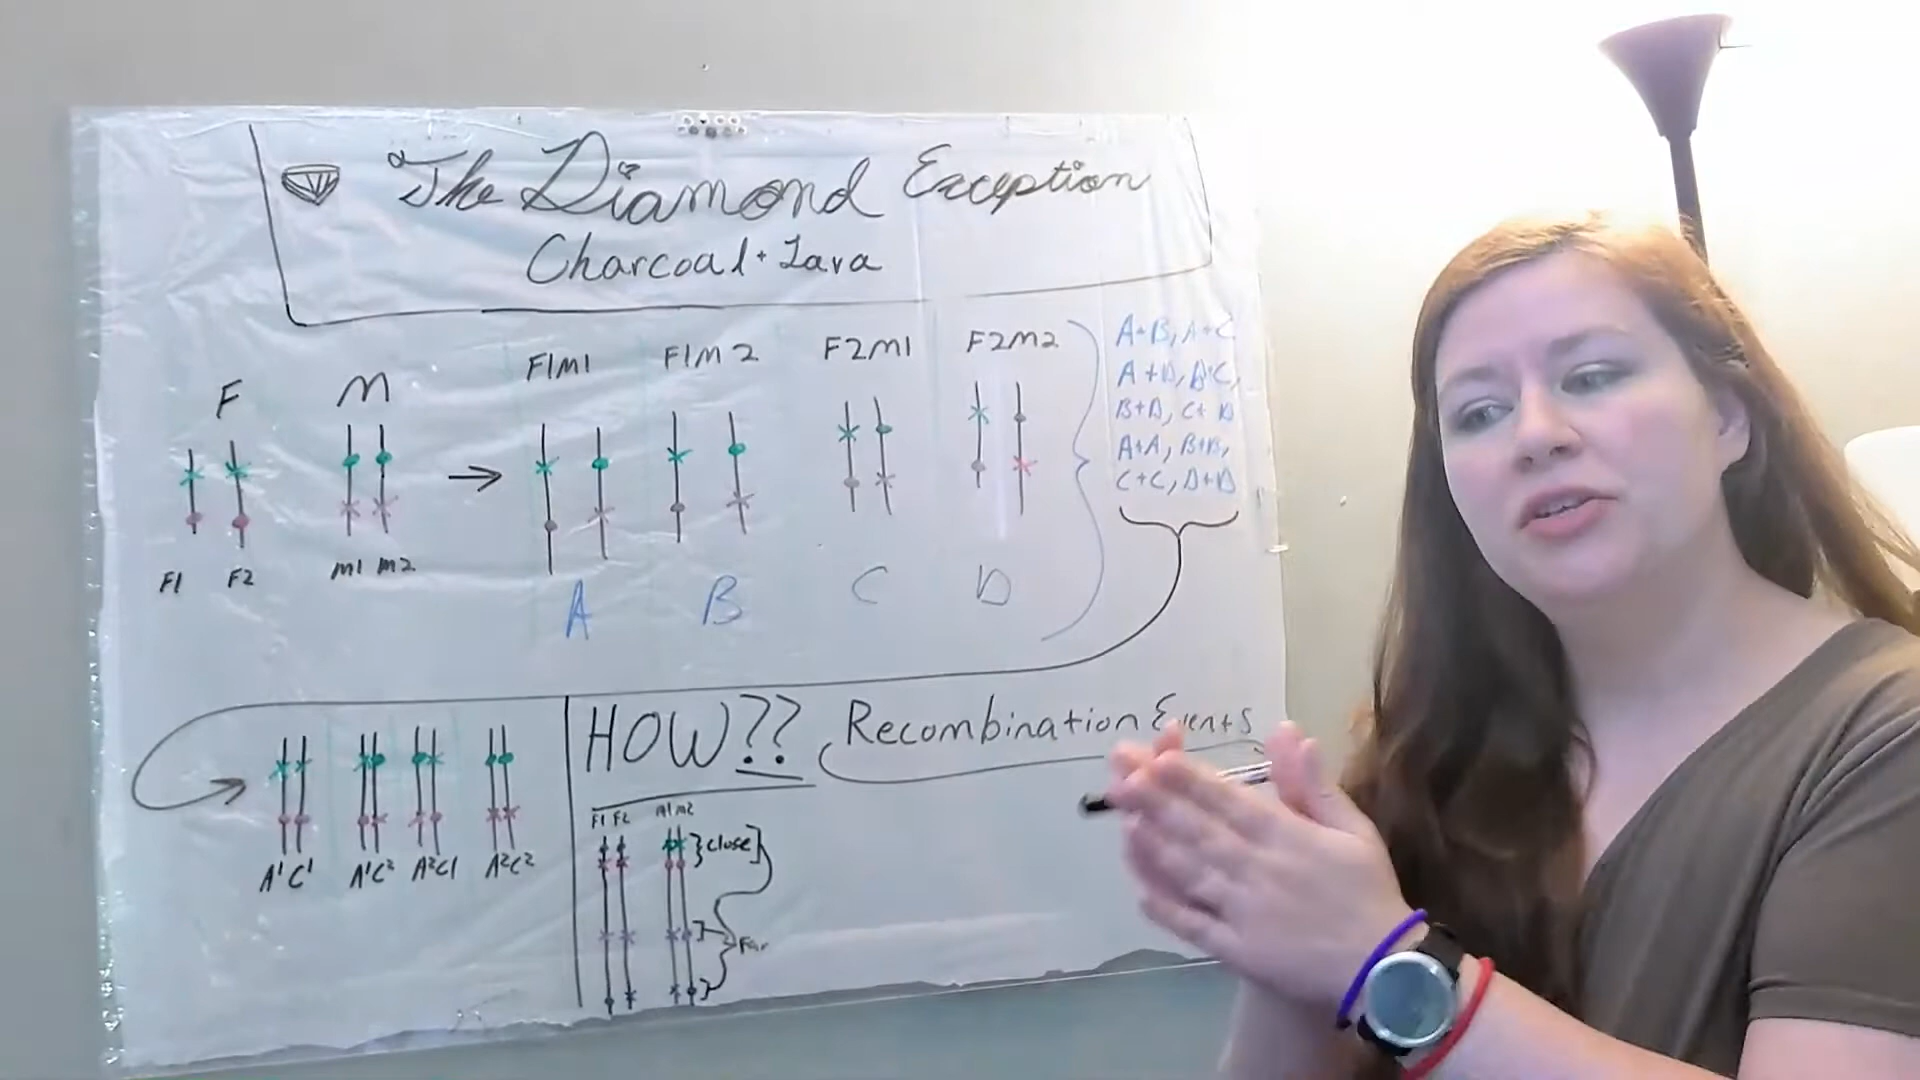 The Diamond Exception
Charcoal + Lava
F M F1M1 F1M2 F2M1 F2M2
F1 F2 M1 M2
A B C D
A+B, A+C
A+D, B+C,
B+D, C+D
A+A, B+B,
C+C, D+D
HOW?? Recombination Events
A¹C¹ A¹C² A²C1 A²C²
F1 F2 M1 M2
close
Far